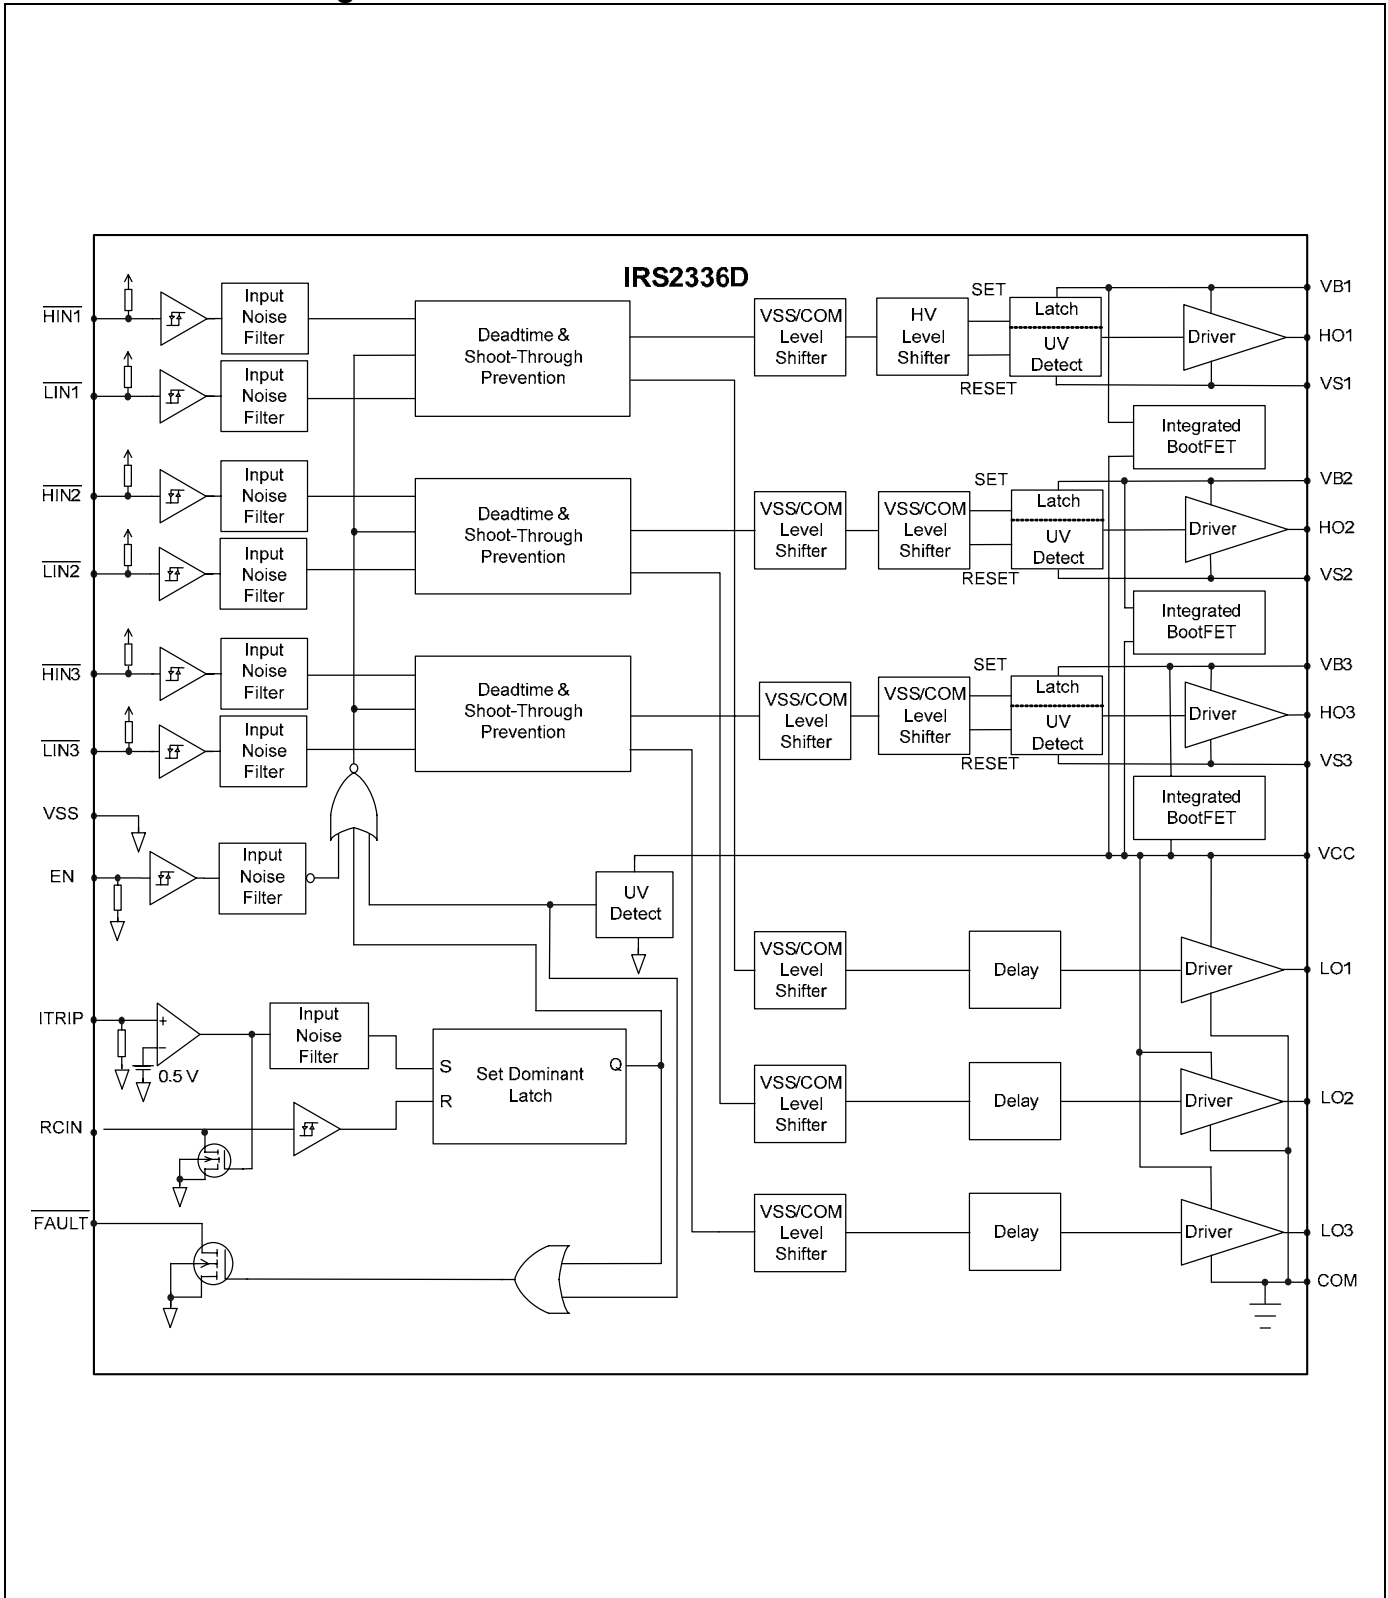 IRS2336D
HIN1
Input
Noise
Filter
LIN1
Input
Noise
Filter
Deadtime &
Shoot-Through
Prevention
VSS/COM
Level
Shifter
HV
Level
Shifter
SET
RESET
Latch
UV
Detect
Driver
VB1
HO1
VS1
Integrated
BootFET
HIN2
Input
Noise
Filter
LIN2
Input
Noise
Filter
Deadtime &
Shoot-Through
Prevention
VSS/COM
Level
Shifter
VSS/COM
Level
Shifter
SET
RESET
Latch
UV
Detect
Driver
VB2
HO2
VS2
Integrated
BootFET
HIN3
Input
Noise
Filter
LIN3
Input
Noise
Filter
Deadtime &
Shoot-Through
Prevention
VSS/COM
Level
Shifter
VSS/COM
Level
Shifter
SET
RESET
Latch
UV
Detect
Driver
VB3
HO3
VS3
Integrated
BootFET
VSS
EN
Input
Noise
Filter
UV
Detect
VCC
VSS/COM
Level
Shifter
Delay
Driver
LO1
ITRIP
+
−
0.5 V
Input
Noise
Filter
S
R
Set Dominant
Latch
Q
RCIN
VSS/COM
Level
Shifter
Delay
Driver
LO2
FAULT
VSS/COM
Level
Shifter
Delay
Driver
LO3
COM